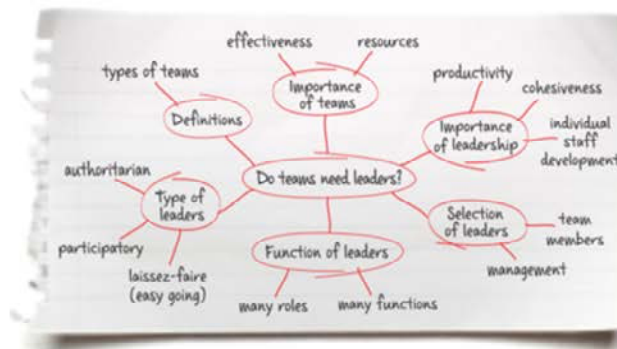 effectiveness
resources
types of teams
Importance
of teams
productivity
cohesiveness
Definitions
Importance
of leadership
individual
staff
development
authoritarian
Do teams need leaders?
Type of
leaders
Selection
of leaders
team
members
participatory
Function of leaders
management
laissez-faire
(easy going)
many roles
many functions